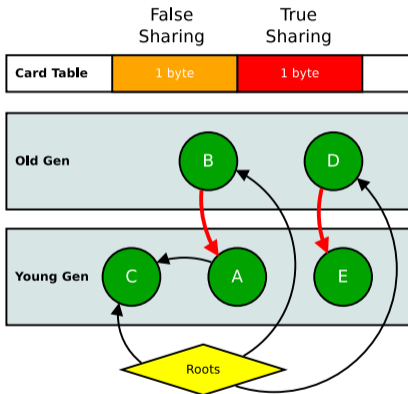 False
Sharing
True
Sharing
Card Table
1 byte
1 byte
Old Gen
B
D
Young Gen
C
A
E
Roots